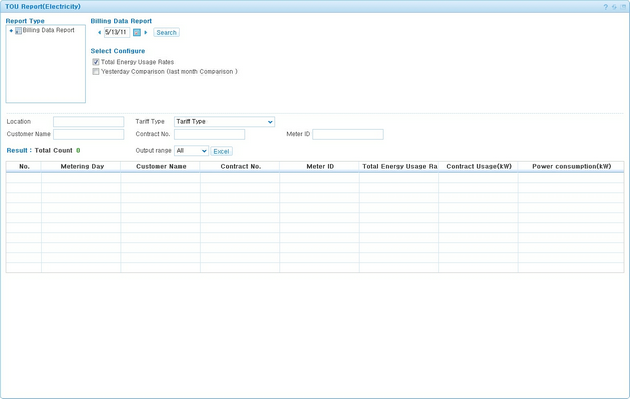 TOU Report(Electricity)
Report Type
Billing Data Report
Billing Data Report
5/13/11
Search
Select Configure
Total Energy Usage Rates
Yesterday Comparison (last month Comparison )
Location
Tariff Type
Tariff Type
Customer Name
Contract No.
Meter ID
Result : Total Count 0
Output range
All
Excel
No. Metering Day Customer Name Contract No. Meter ID Total Energy Usage Ra Contract Usage(kW) Power consumption(kW)